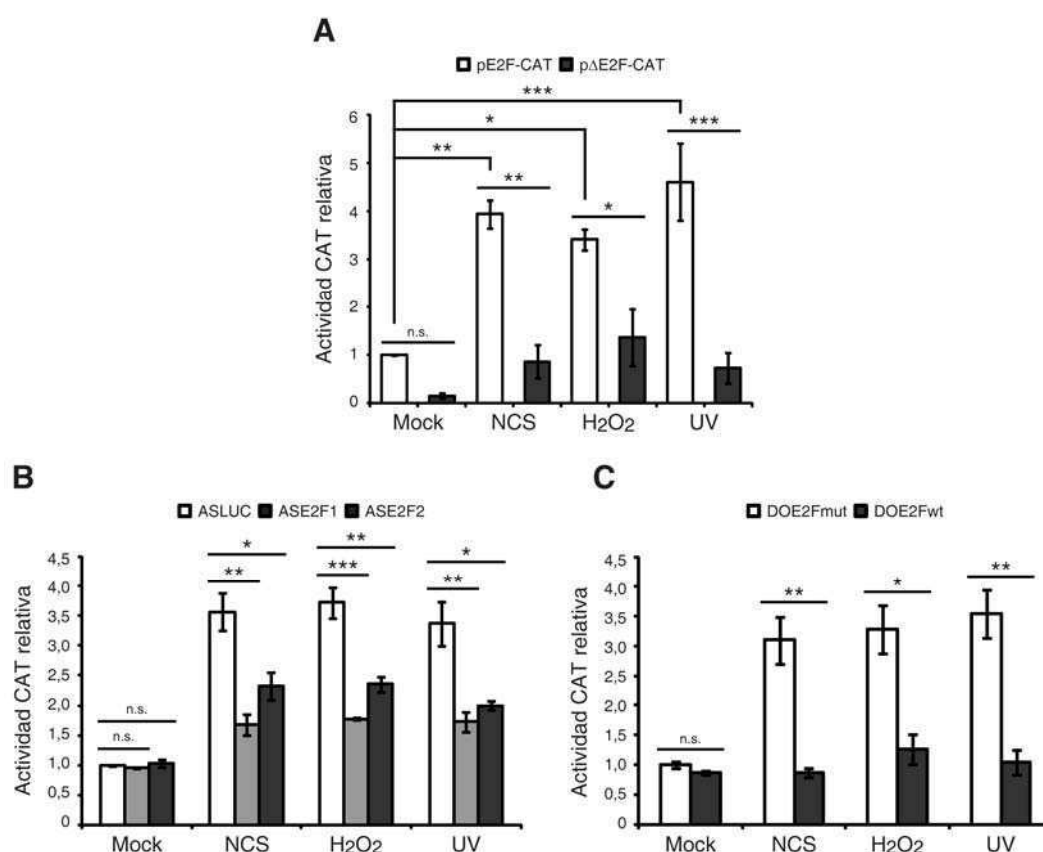 A
pE2F-CAT pΔE2F-CAT
***
*
**
**
*
***
n.s.
Actividad CAT relativa
6
5
4
3
2
1
0
Mock NCS H2O2 UV
B
ASLUC ASE2F1 ASE2F2
*
**
**
***
*
**
n.s.
n.s.
Actividad CAT relativa
4,5
4,0
3,5
3,0
2,5
2,0
1,5
1,0
0,5
0
Mock NCS H2O2 UV
C
DOE2Fmut DOE2Fwt
**
*
**
n.s.
Actividad CAT relativa
4,5
4,0
3,5
3,0
2,5
2,0
1,5
1,0
0,5
0
Mock NCS H2O2 UV